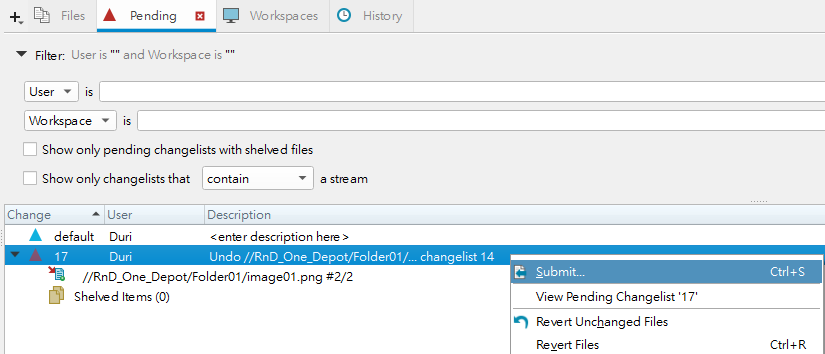 Files Pending Workspaces History
Filter: User is "" and Workspace is ""
User is
Workspace is
Show only pending changelists with shelved files
Show only changelists that contain a stream
Change User Description
default Duri <enter description here>
17 Duri Undo //RnD_One_Depot/Folder01/... changelist 14
//RnD_One_Depot/Folder01/image01.png #2/2
Shelved Items (0)
Submit... Ctrl+S
View Pending Changelist '17'
Revert Unchanged Files
Revert Files Ctrl+R